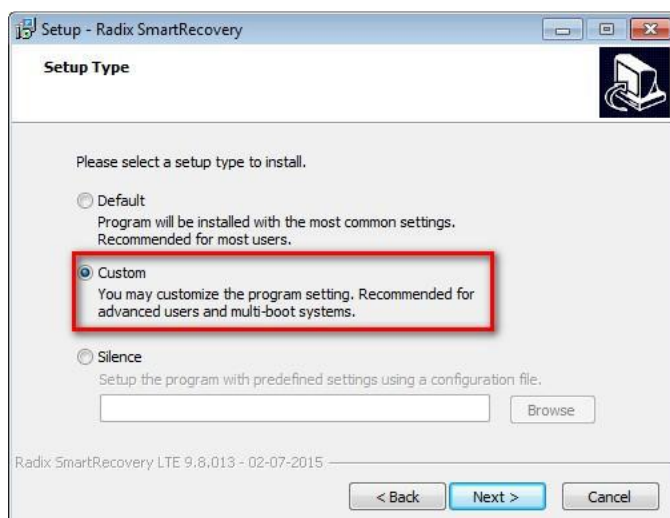 Setup - Radix SmartRecovery
Setup Type
Please select a setup type to install.
Default
Program will be installed with the most common settings.
Recommended for most users.
Custom
You may customize the program setting. Recommended for
advanced users and multi-boot systems.
Silence
Setup the program with predefined settings using a configuration file.
Browse
Radix SmartRecovery LTE 9.8.013 - 02-07-2015
< Back Next > Cancel